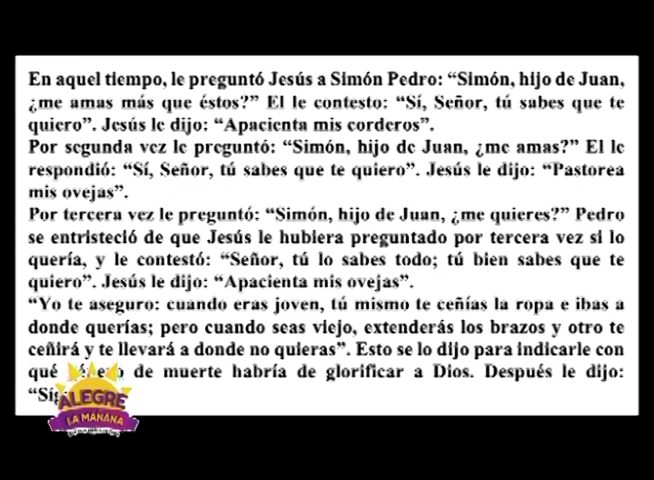 En aquel tiempo, le preguntó Jesús a Simón Pedro: “Simón, hijo de Juan,
¿me amas más que éstos?” El le contesto: “Sí, Señor, tú sabes que te
quiero”. Jesús le dijo: “Apacienta mis corderos”.
Por segunda vez le preguntó: “Simón, hijo de Juan, ¿me amas?” El le
respondió: “Sí, Señor, tú sabes que te quiero”. Jesús le dijo: “Pastorea
mis ovejas”.
Por tercera vez le preguntó: “Simón, hijo de Juan, ¿me quieres?” Pedro
se entristeció de que Jesús le hubiera preguntado por tercera vez si lo
quería, y le contestó: “Señor, tú lo sabes todo; tú bien sabes que te
quiero”. Jesús le dijo: “Apacienta mis ovejas”.
“Yo te aseguro: cuando eras joven, tú mismo te ceñías la ropa e ibas a
donde querías; pero cuando seas viejo, extenderás los brazos y otro te
ceñirá y te llevará a donde no quieras”. Esto se lo dijo para indicarle con
qué de muerte habría de glorificar a Dios. Después le dijo:
ALEGRE
LA MAÑANA